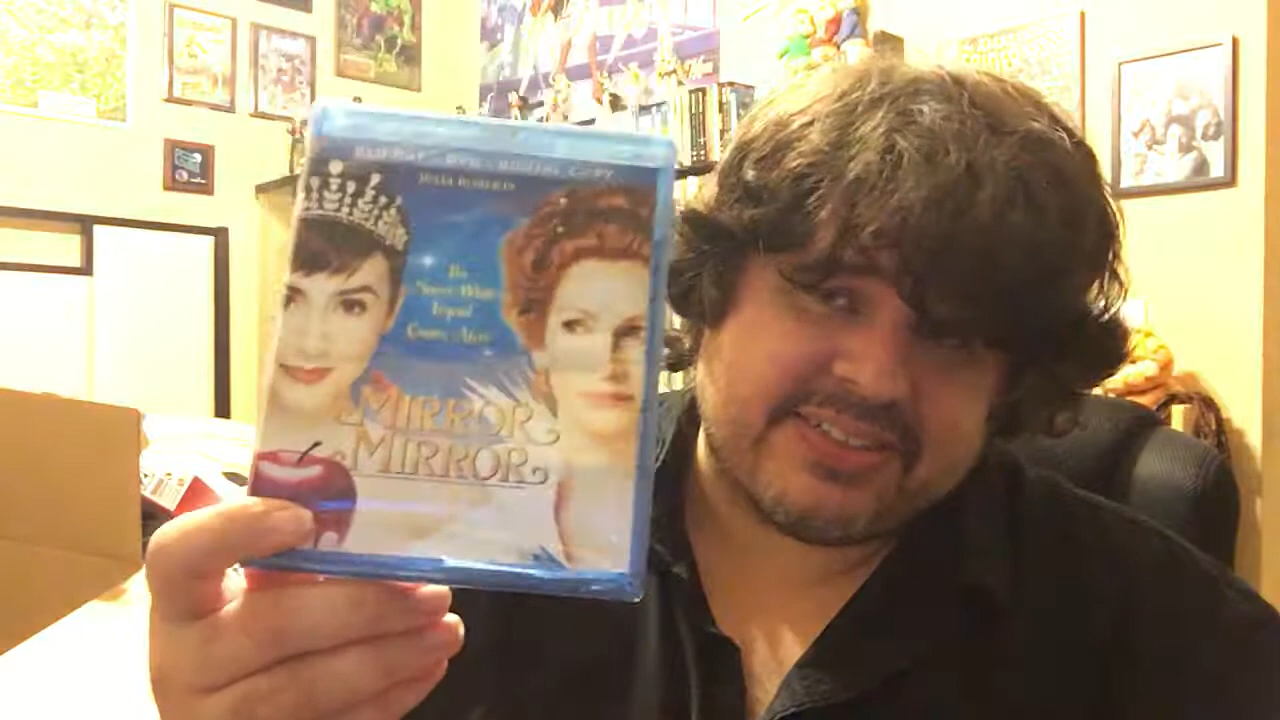 BLU-RAY + DVD + DIGITAL COPY
JULIA ROBERTS
The
Snow White
Legend
Comes Alive
MIRROR
MIRROR